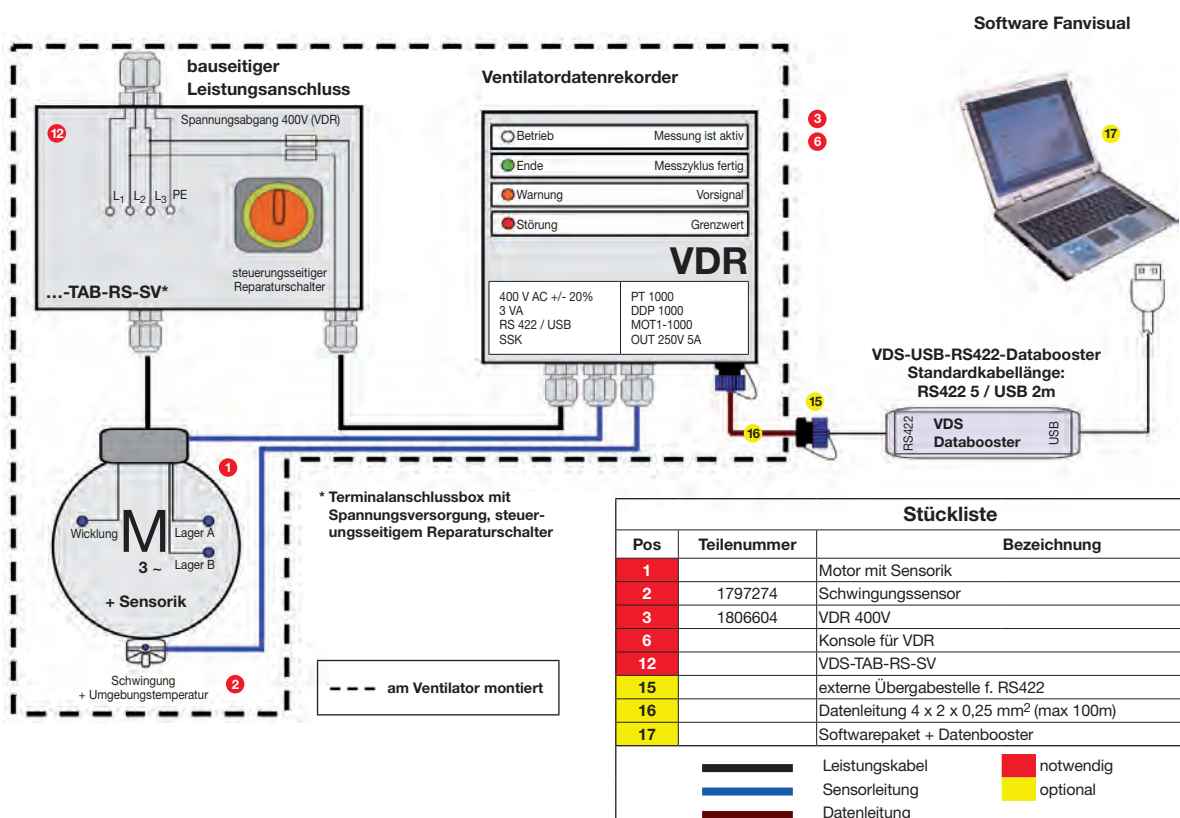 Software Fanvisual
bauseitiger
Leistungsanschluss
Ventilatordatenrekorder
12
Spannungsabgang 400V (VDR)
L1 L2 L3 PE
steuerungsseitiger
Reparaturschalter
...-TAB-RS-SV*
Betrieb Messung ist aktiv
Ende Messzyklus fertig
Warnung Vorsignal
Störung Grenzwert
VDR
400 V AC +/- 20%
3 VA
RS 422 / USB
SSK
PT 1000
DDP 1000
MOT1-1000
OUT 250V 5A
3
6
17
VDS-USB-RS422-Databooster
Standardkabellänge:
RS422 5 / USB 2m
15
16
RS422
VDS
Databooster
USB
1
Wicklung
M
3 ~
Lager A
Lager B
+ Sensorik
Schwingung
+ Umgebungstemperatur
2
* Terminalanschlussbox mit
Spannungsversorgung, steuer-
ungsseitigem Reparaturschalter
am Ventilator montiert
Stückliste
Pos Teilenummer Bezeichnung
1 Motor mit Sensorik
2 1797274 Schwingungssensor
3 1806604 VDR 400V
6 Konsole für VDR
12 VDS-TAB-RS-SV
15 externe Übergabestelle f. RS422
16 Datenleitung 4 x 2 x 0,25 mm² (max 100m)
17 Softwarepaket + Datenbooster
Leistungskabel notwendig
Sensorleitung optional
Datenleitung